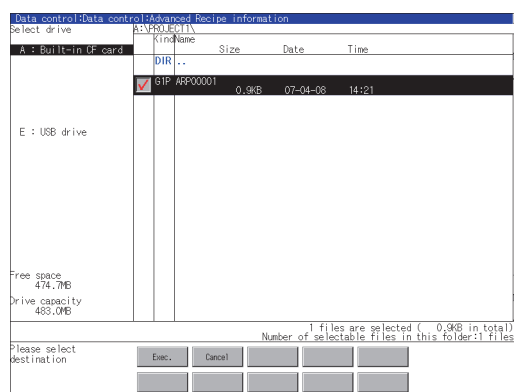 Data control:Data control:Advanced Recipe information
Select drive
A:\PROJECT1\
Kind Name
Size Date Time
A : Built-in CF card
DIR ..
G1P ARP00001
0.9KB 07-04-08 14:21
E : USB drive
Free space
474.7MB
Drive capacity
483.0MB
1 files are selected ( 0.9KB in total)
Number of selectable files in this folder:1 files
Please select
destination
Exec. Cancel